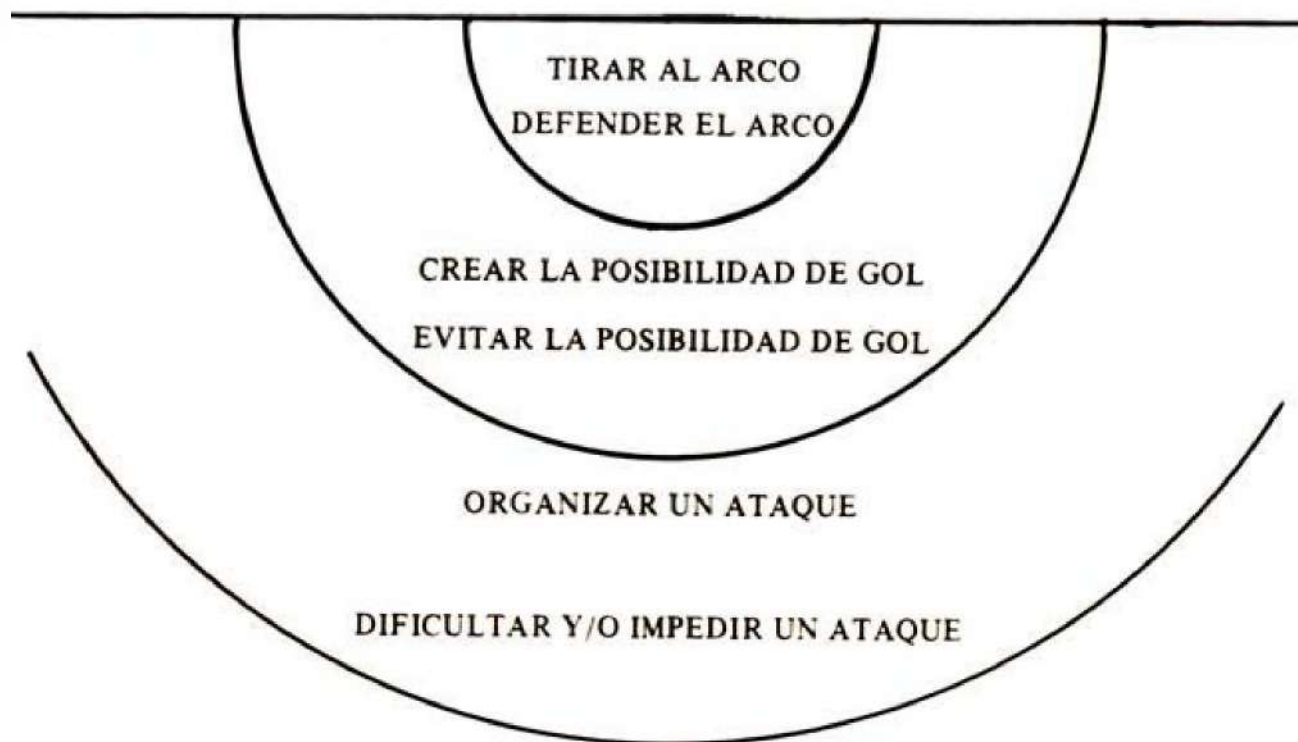 TIRAR AL ARCO
DEFENDER EL ARCO
CREAR LA POSIBILIDAD DE GOL
EVITAR LA POSIBILIDAD DE GOL
ORGANIZAR UN ATAQUE
DIFICULTAR Y/O IMPEDIR UN ATAQUE